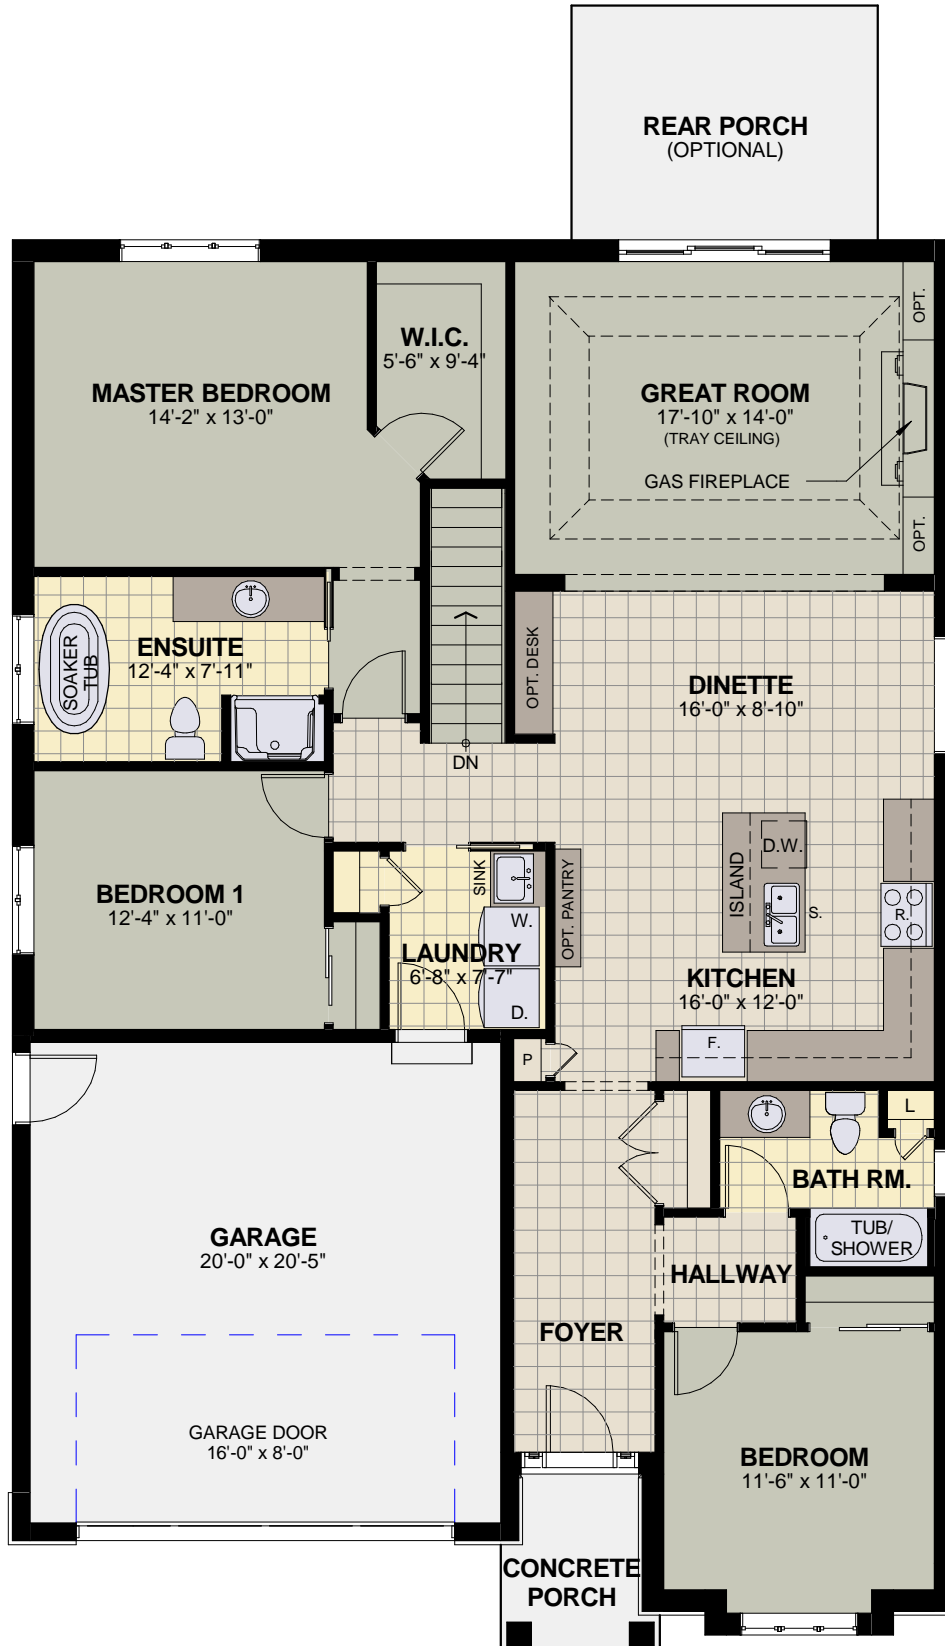 REAR PORCH
(OPTIONAL)
W.I.C.
5'-6" x 9'-4"
MASTER BEDROOM
14'-2" x 13'-0"
GREAT ROOM
17'-10" x 14'-0"
(TRAY CEILING)
GAS FIREPLACE
OPT.
OPT.
ENSUITE
12'-4" x 7'-11"
SOAKER
TUB
OPT. DESK
DINETTE
16'-0" x 8'-10"
DN
BEDROOM 1
12'-4" x 11'-0"
SINK
W.
LAUNDRY
6'-8" x 7'-7"
D.
OPT. PANTRY
ISLAND
D.W.
S.
R.
KITCHEN
16'-0" x 12'-0"
F.
P
L
BATH RM.
TUB/
SHOWER
HALLWAY
GARAGE
20'-0" x 20'-5"
FOYER
GARAGE DOOR
16'-0" x 8'-0"
BEDROOM
11'-6" x 11'-0"
CONCRETE
PORCH